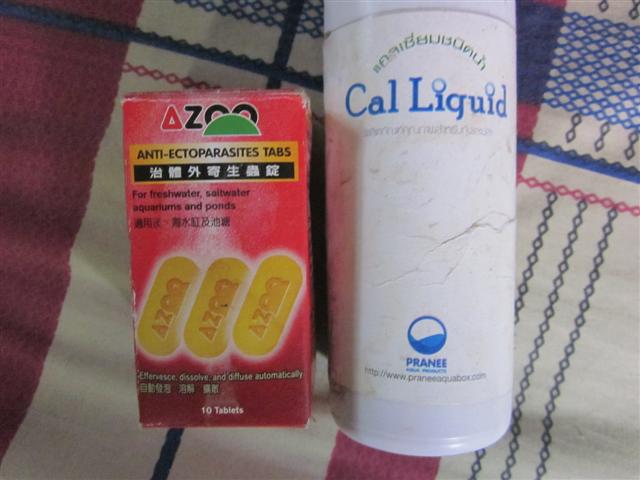 AZOO
ANTI-ECTOPARASITES TABS
治體外寄生蟲錠
For freshwater, saltwater
aquariums and ponds
適用淡、海水缸及池塘
AZOO AZOO AZOO
Effervesce, dissolve, and diffuse automatically
自動發泡 溶解 擴散
10 Tablets
แคลเซียมชนิดน้ำ
Cal Liquid
PRANEE
AQUA PRODUCTS
http://www.praneeaquabox.com